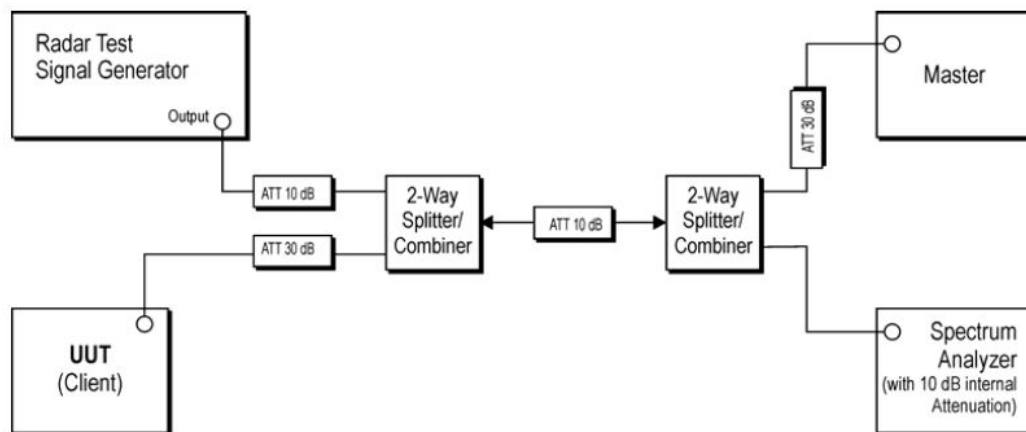 Radar Test
Signal Generator
Output
ATT 10 dB
2-Way
Splitter/
Combiner
ATT 30 dB
UUT
(Client)
ATT 10 dB
2-Way
Splitter/
Combiner
ATT 30 dB
Master
Spectrum
Analyzer
(with 10 dB internal
Attenuation)